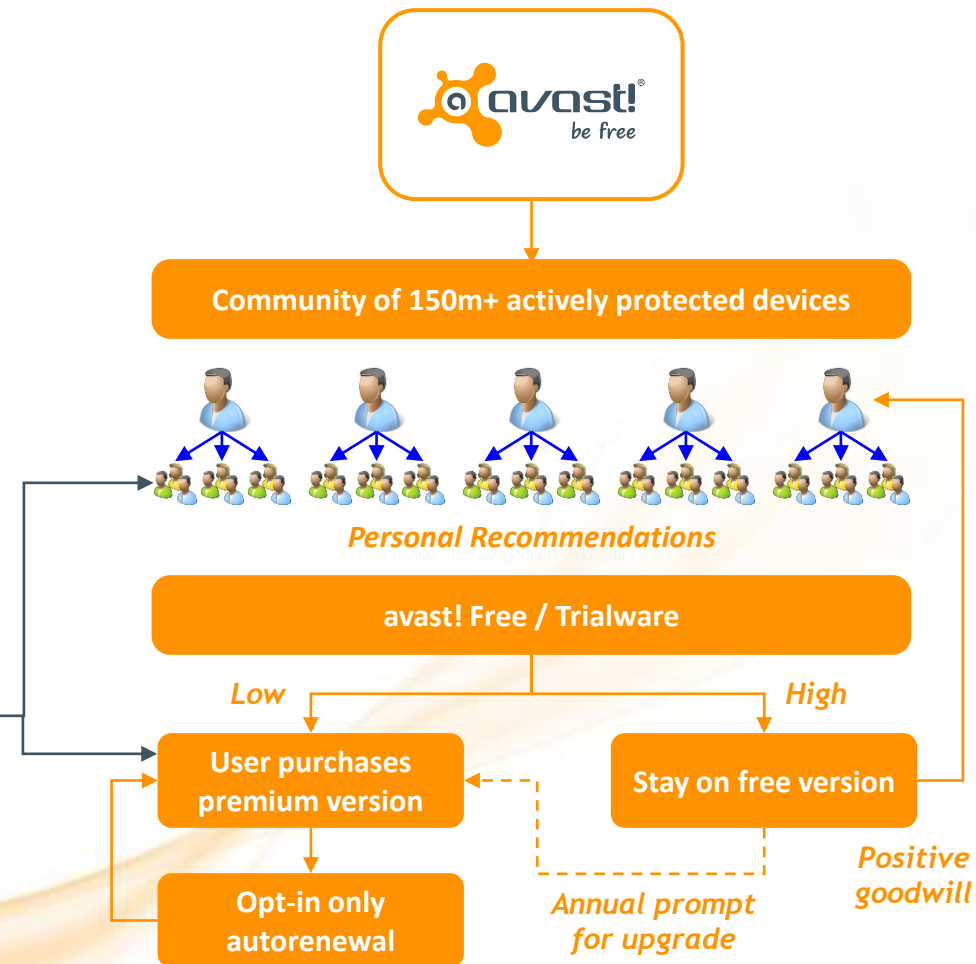 a avast!®
be free
Community of 150m+ actively protected devices
Personal Recommendations
avast! Free / Trialware
Low
High
User purchases
premium version
Stay on free version
Positive
goodwill
Opt-in only
autorenewal
Annual prompt
for upgrade